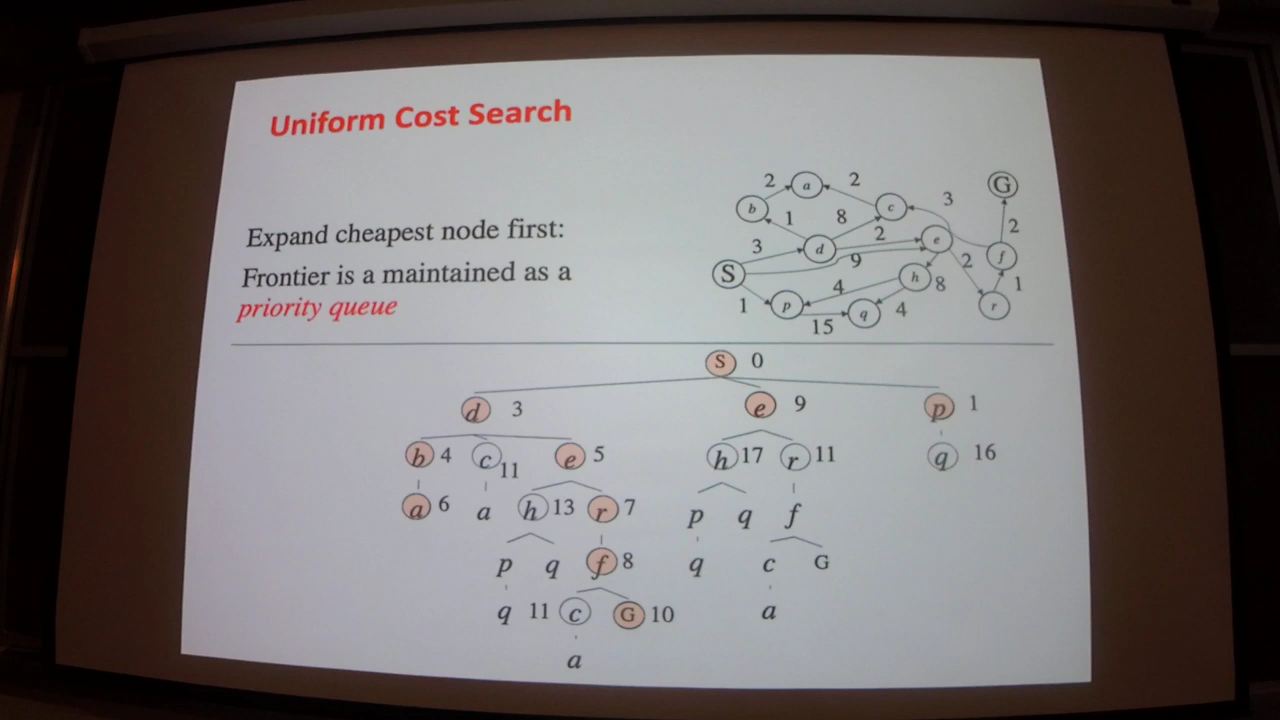 Uniform Cost Search
Expand cheapest node first:
Frontier is a maintained as a
priority queue
2 a 2 G
b 1 8 c 3
3 d 2 e 2
S 9 2 f
4 h 8 1
1 p q 4 r
15
S 0
d 3 e 9 p 1
b 4 c 11 e 5 h 17 r 11 q 16
a 6 a h 13 r 7 p q f
p q f 8 q c G
q 11 c G 10 a
a